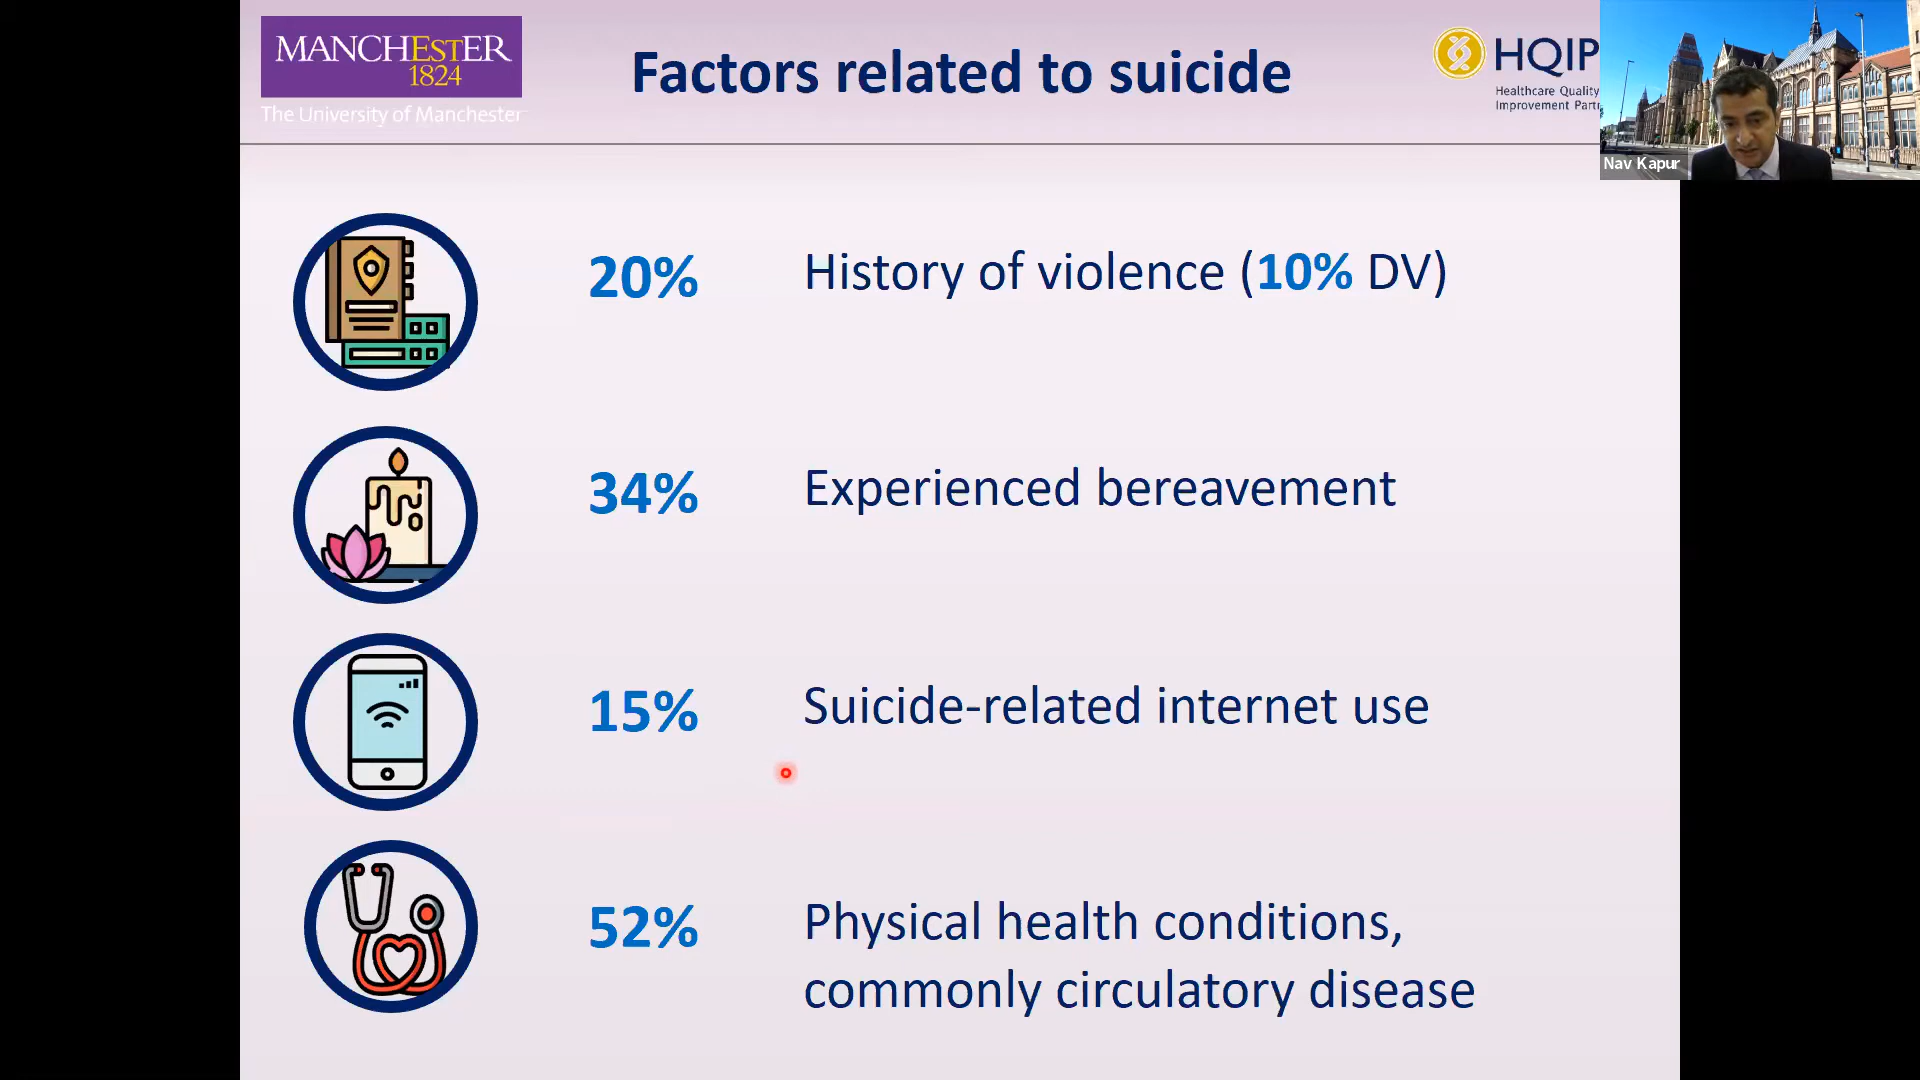 MANCHESTER
1824
The University of Manchester
Factors related to suicide
HQIP
Healthcare Quality
Improvement
Nav Kapur
20% History of violence (10% DV)
34% Experienced bereavement
15% Suicide-related internet use
52% Physical health conditions,
commonly circulatory disease